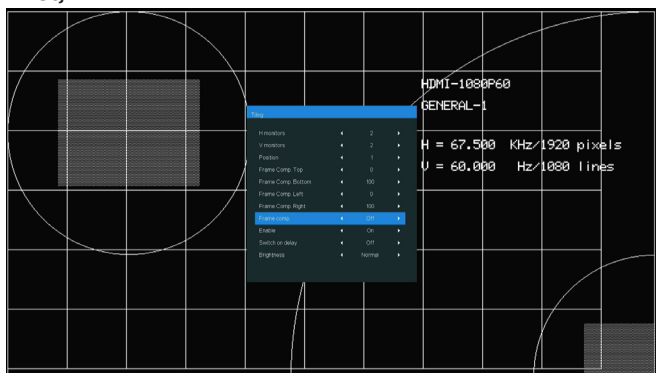 HDMI-1080P60
GENERAL-1
H = 67.500 KHz/1920 pixels
V = 60.000 Hz/1080 lines
Tiling
H monitors 2
V monitors 2
Position 1
Frame Comp. Top 0
Frame Comp. Bottom 100
Frame Comp. Left 0
Frame Comp. Right 100
Frame comp. Off
Enable On
Switch on delay Off
Brightness Normal